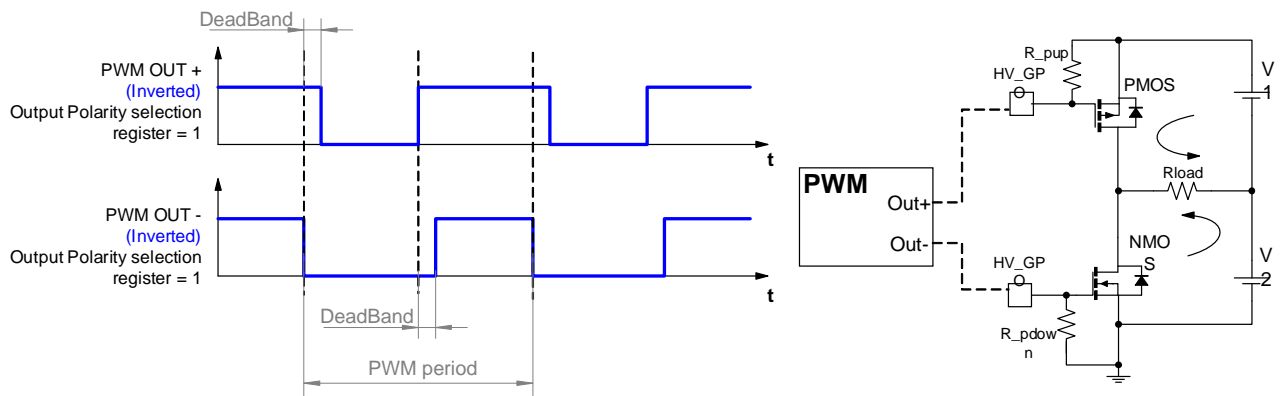 DeadBand
PWM OUT +
(Inverted)
Output Polarity selection
register = 1
t
PWM OUT -
(Inverted)
Output Polarity selection
register = 1
t
DeadBand
PWM period
PWM
Out+
Out-
R_pup
HV_GP
O
PMOS
V
1
Rload
NMO
S
HV_GP
O
V
2
R_pdow
n